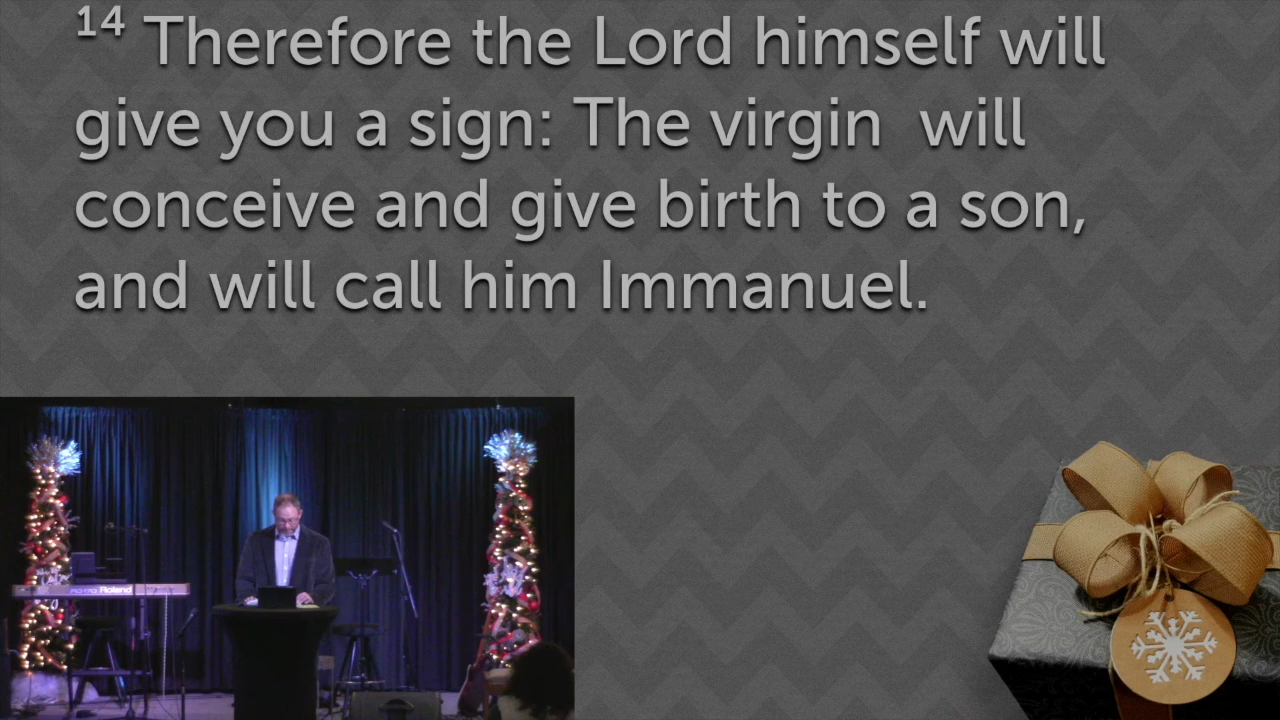 14 Therefore the Lord himself will
give you a sign: The virgin will
conceive and give birth to a son,
and will call him Immanuel.
Roland